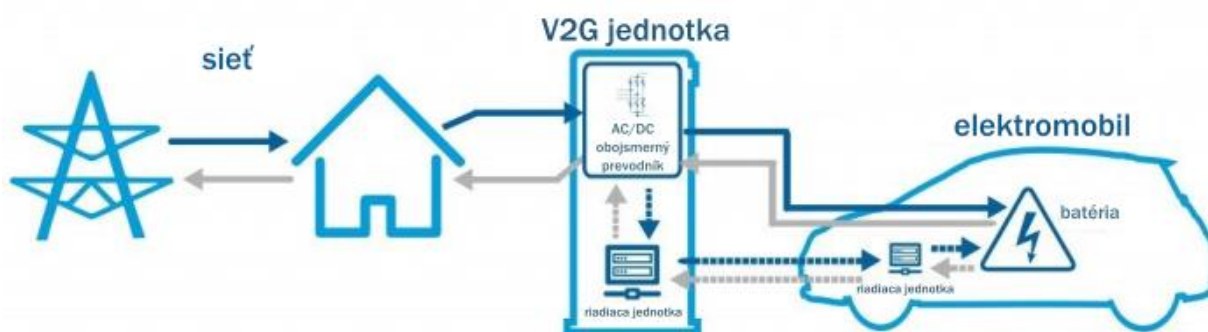 V2G jednotka
sieť
AC/DC
obojsmerný
prevodník
elektromobil
batéria
riadiaca jednotka
riadiaca jednotka